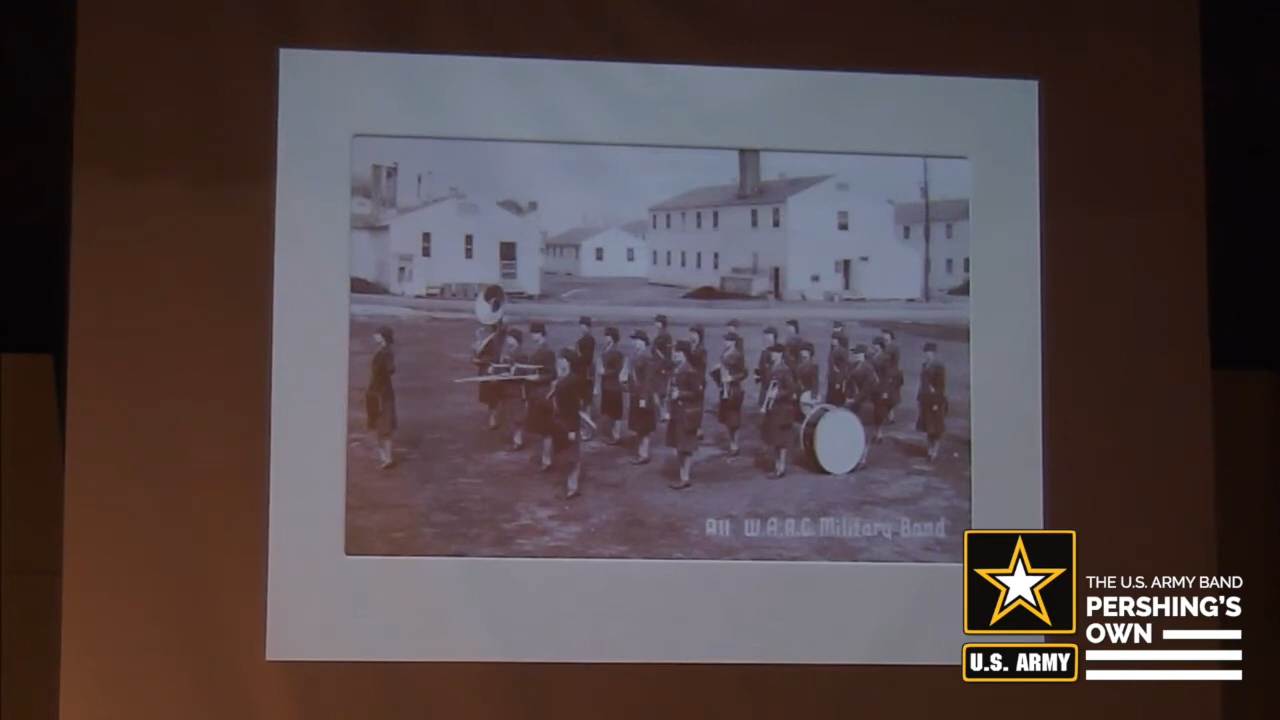 All W.A.A.C. Military Band
THE U.S. ARMY BAND
PERSHING'S
OWN
U.S. ARMY